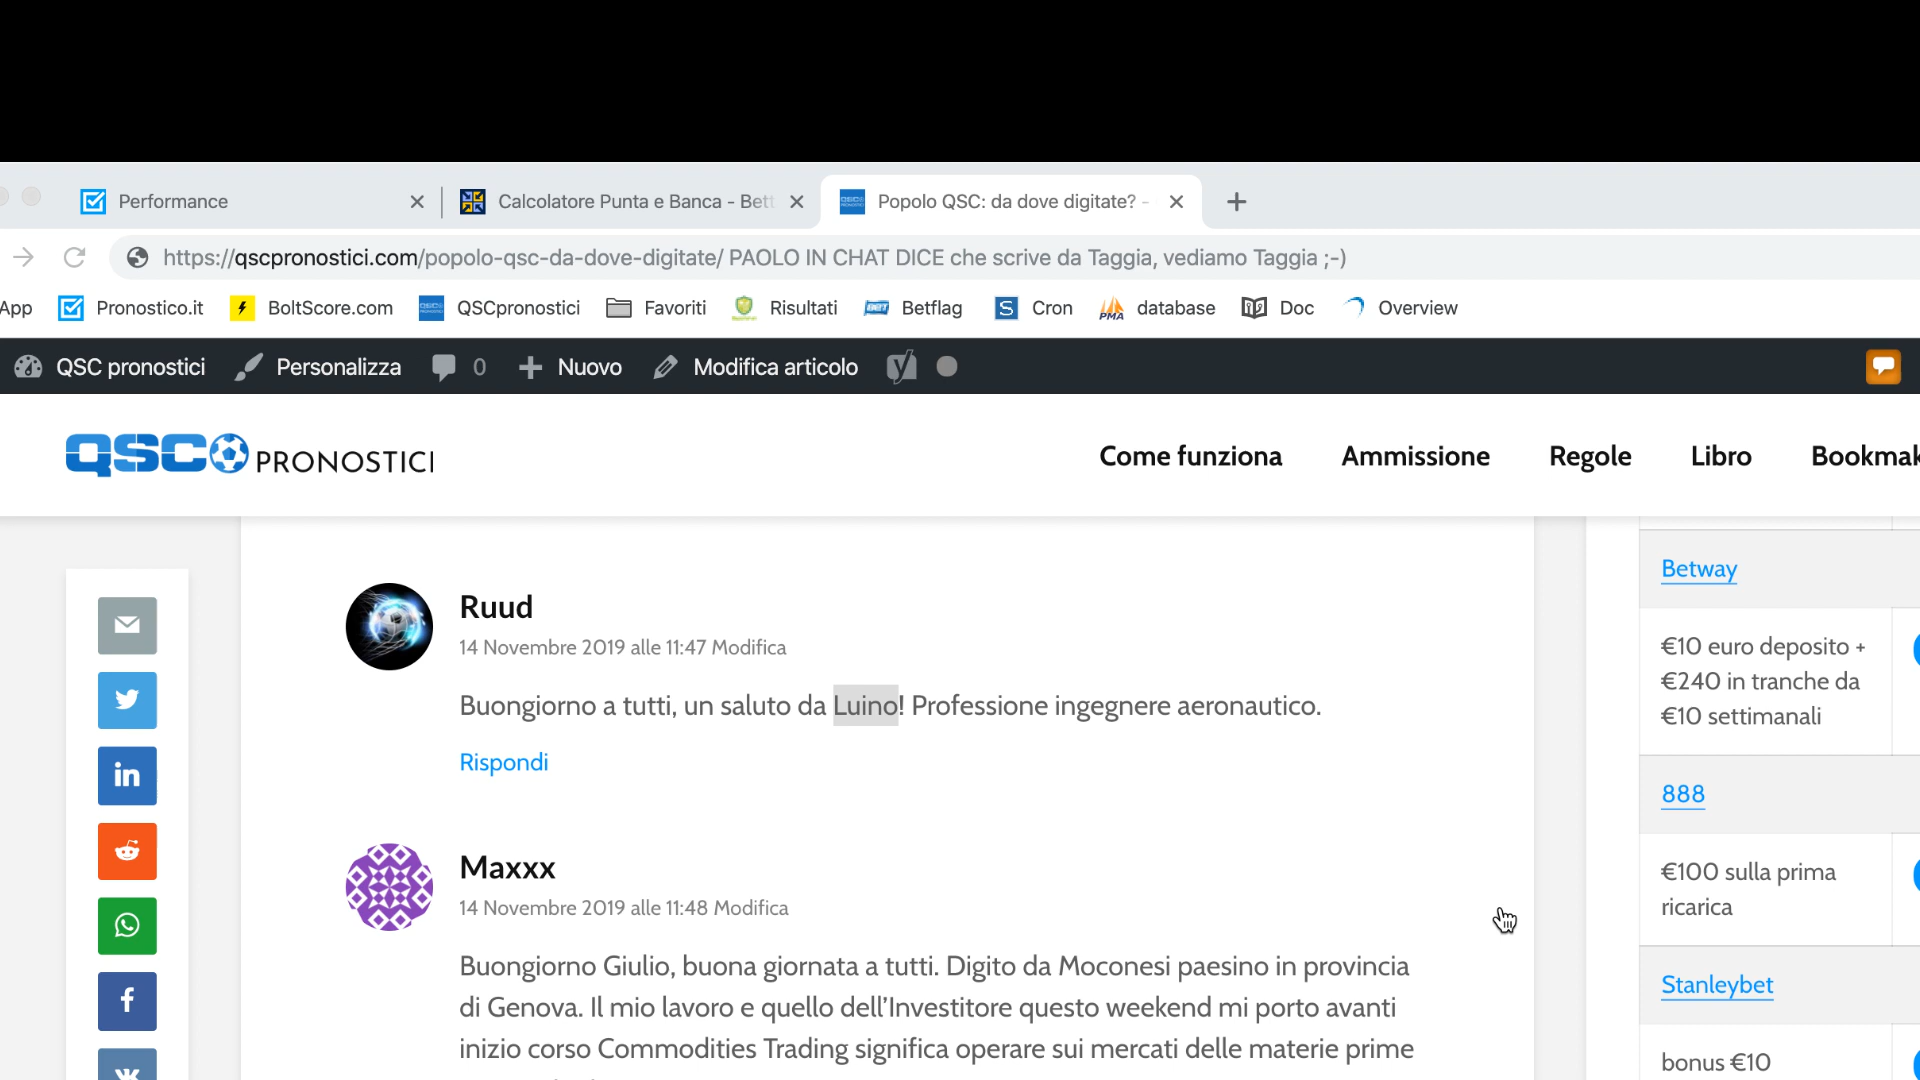 Performance
Calcolatore Punta e Banca - Bett
Popolo QSC: da dove digitate? -
https://qscpronostici.com/popolo-qsc-da-dove-digitate/ PAOLO IN CHAT DICE che scrive da Taggia, vediamo Taggia ;-)
App
Pronostico.it
BoltScore.com
QSCpronostici
Favoriti
Risultati
Betflag
Cron
database
Doc
Overview
QSC pronostici
Personalizza
0
Nuovo
Modifica articolo
QSC PRONOSTICI
Come funziona
Ammissione
Regole
Libro
Bookmak
Ruud
14 Novembre 2019 alle 11:47 Modifica
Buongiorno a tutti, un saluto da Luino! Professione ingegnere aeronautico.
Rispondi
Maxxx
14 Novembre 2019 alle 11:48 Modifica
Buongiorno Giulio, buona giornata a tutti. Digito da Moconesi paesino in provincia
di Genova. Il mio lavoro e quello dell'Investitore questo weekend mi porto avanti
inizio corso Commodities Trading significa operare sui mercati delle materie prime
Betway
€10 euro deposito +
€240 in tranche da
€10 settimanali
888
€100 sulla prima
ricarica
Stanleybet
bonus €10